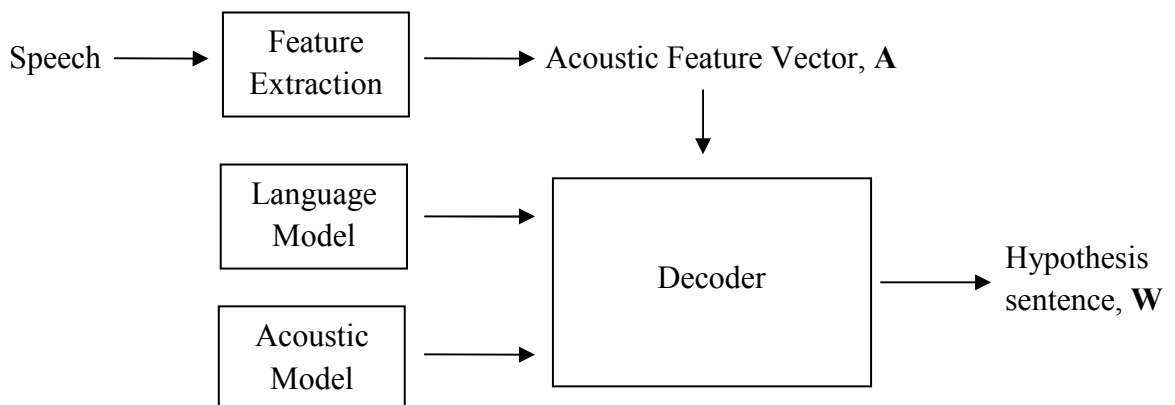 Speech
Feature
Extraction
Acoustic Feature Vector, A
Language
Model
Decoder
Hypothesis
sentence, W
Acoustic
Model